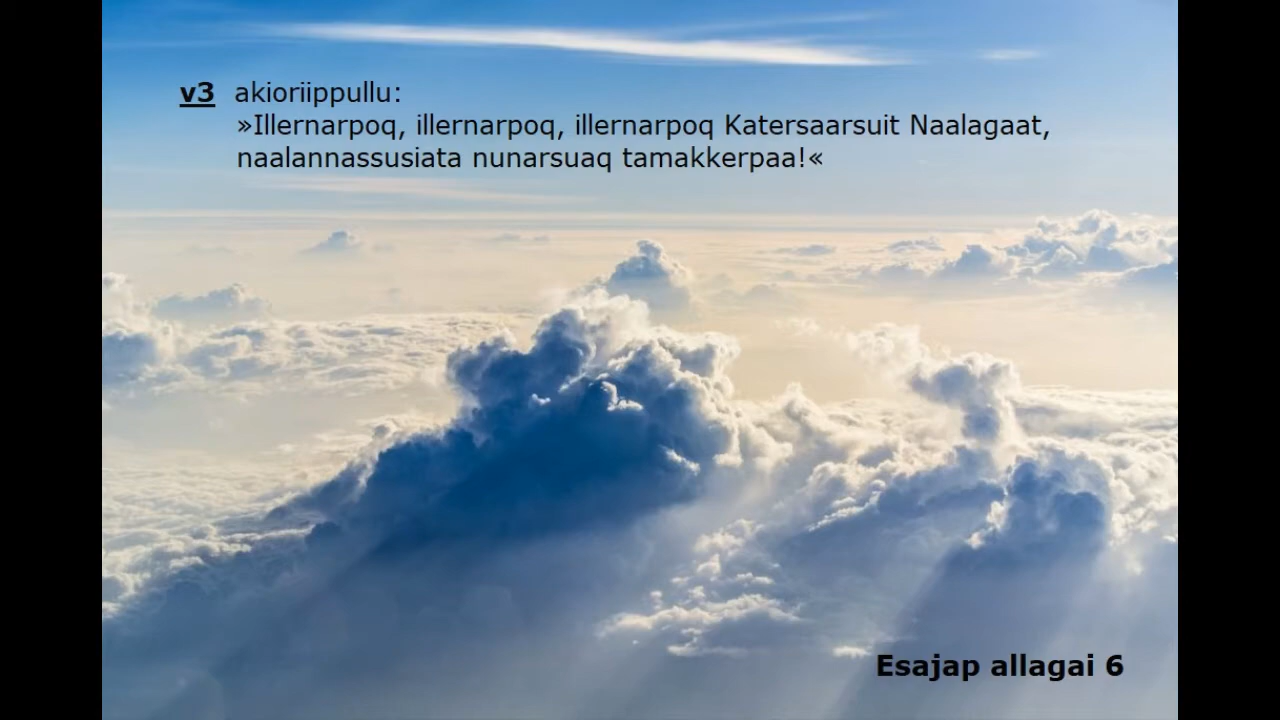 v3 akioriippullu:
»Illernarpoq, illernarpoq, illernarpoq Katersaarsuit Naalagaat,
naalannassusiata nunarsuaq tamakkerpaa!«
Esajap allagai 6